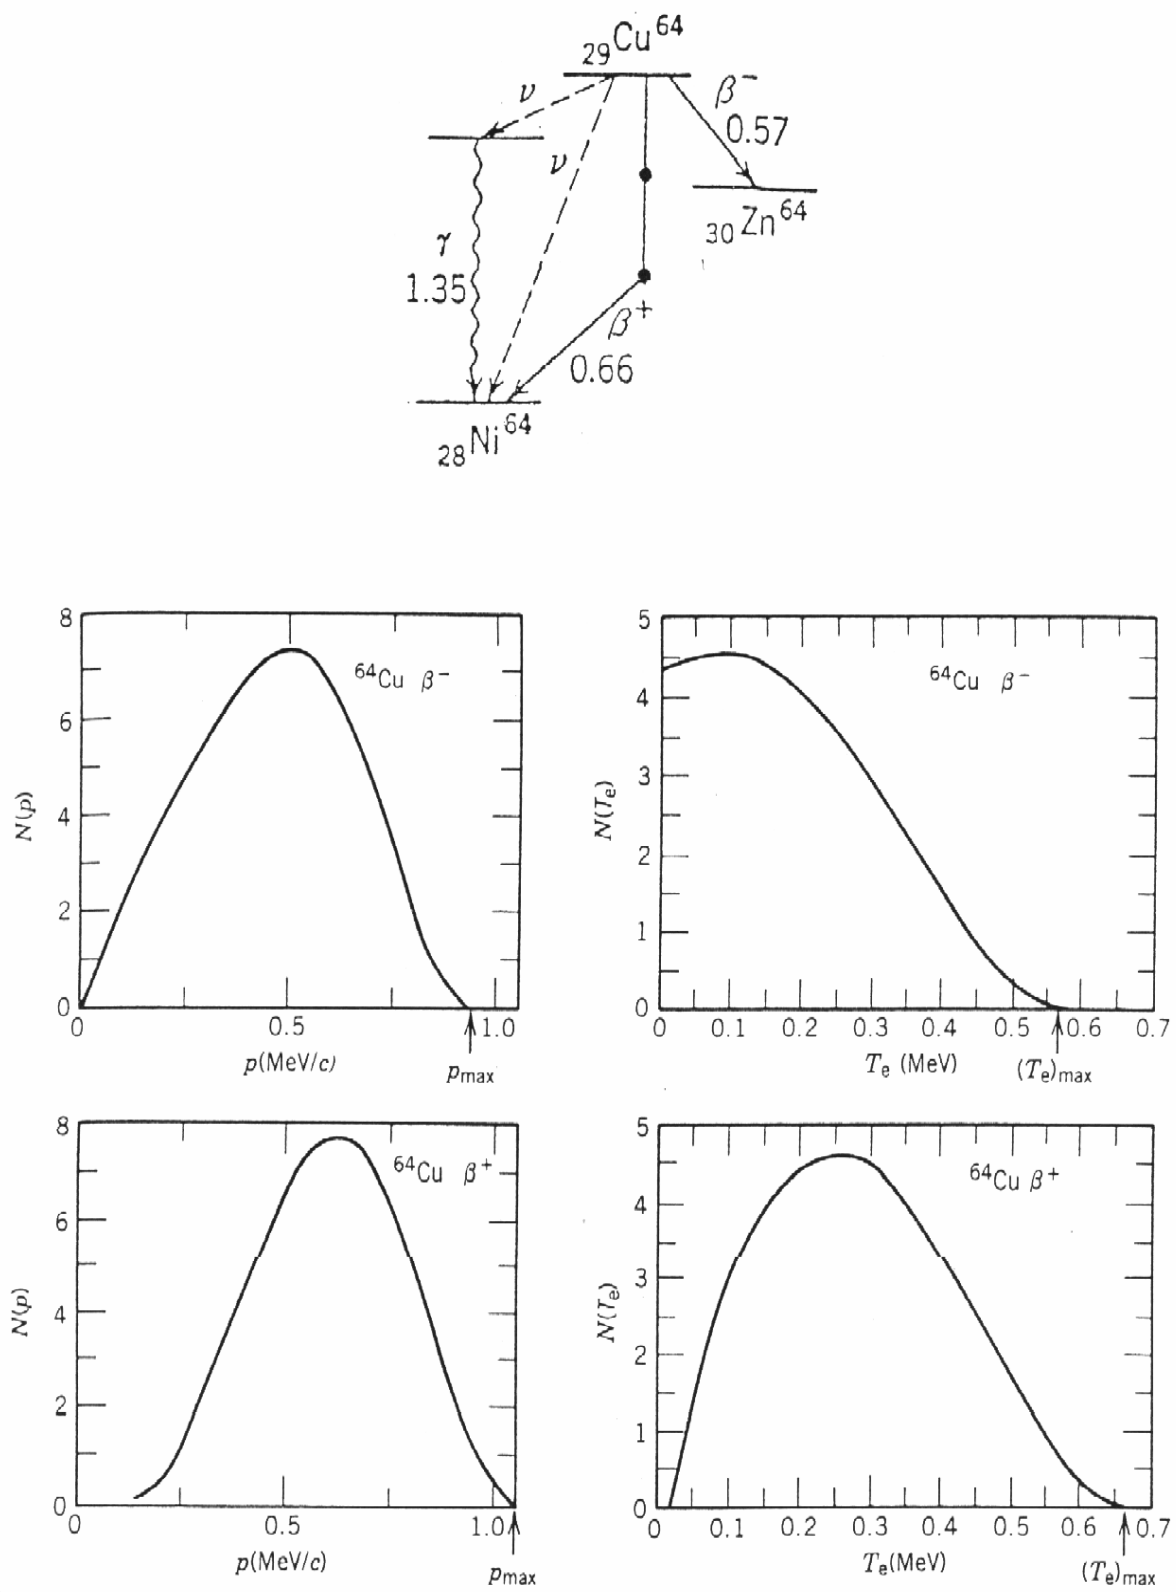 ₂₉Cu⁶⁴
ν
β⁻
0.57
ν
₃₀Zn⁶⁴
γ
1.35
β⁺
0.66
₂₈Ni⁶⁴
8
6
4
2
0
N(p)
⁶⁴Cu β⁻
0 0.5 1.0
p(MeV/c) p_max
5
4
3
2
1
0
N(Tₑ)
⁶⁴Cu β⁻
0 0.1 0.2 0.3 0.4 0.5 0.6 0.7
Tₑ (MeV) (Tₑ)_max
8
6
4
2
0
N(p)
⁶⁴Cu β⁺
0 0.5 1.0
p(MeV/c) p_max
5
4
3
2
1
0
N(Tₑ)
⁶⁴Cu β⁺
0 0.1 0.2 0.3 0.4 0.5 0.6 0.7
Tₑ(MeV) (Tₑ)_max